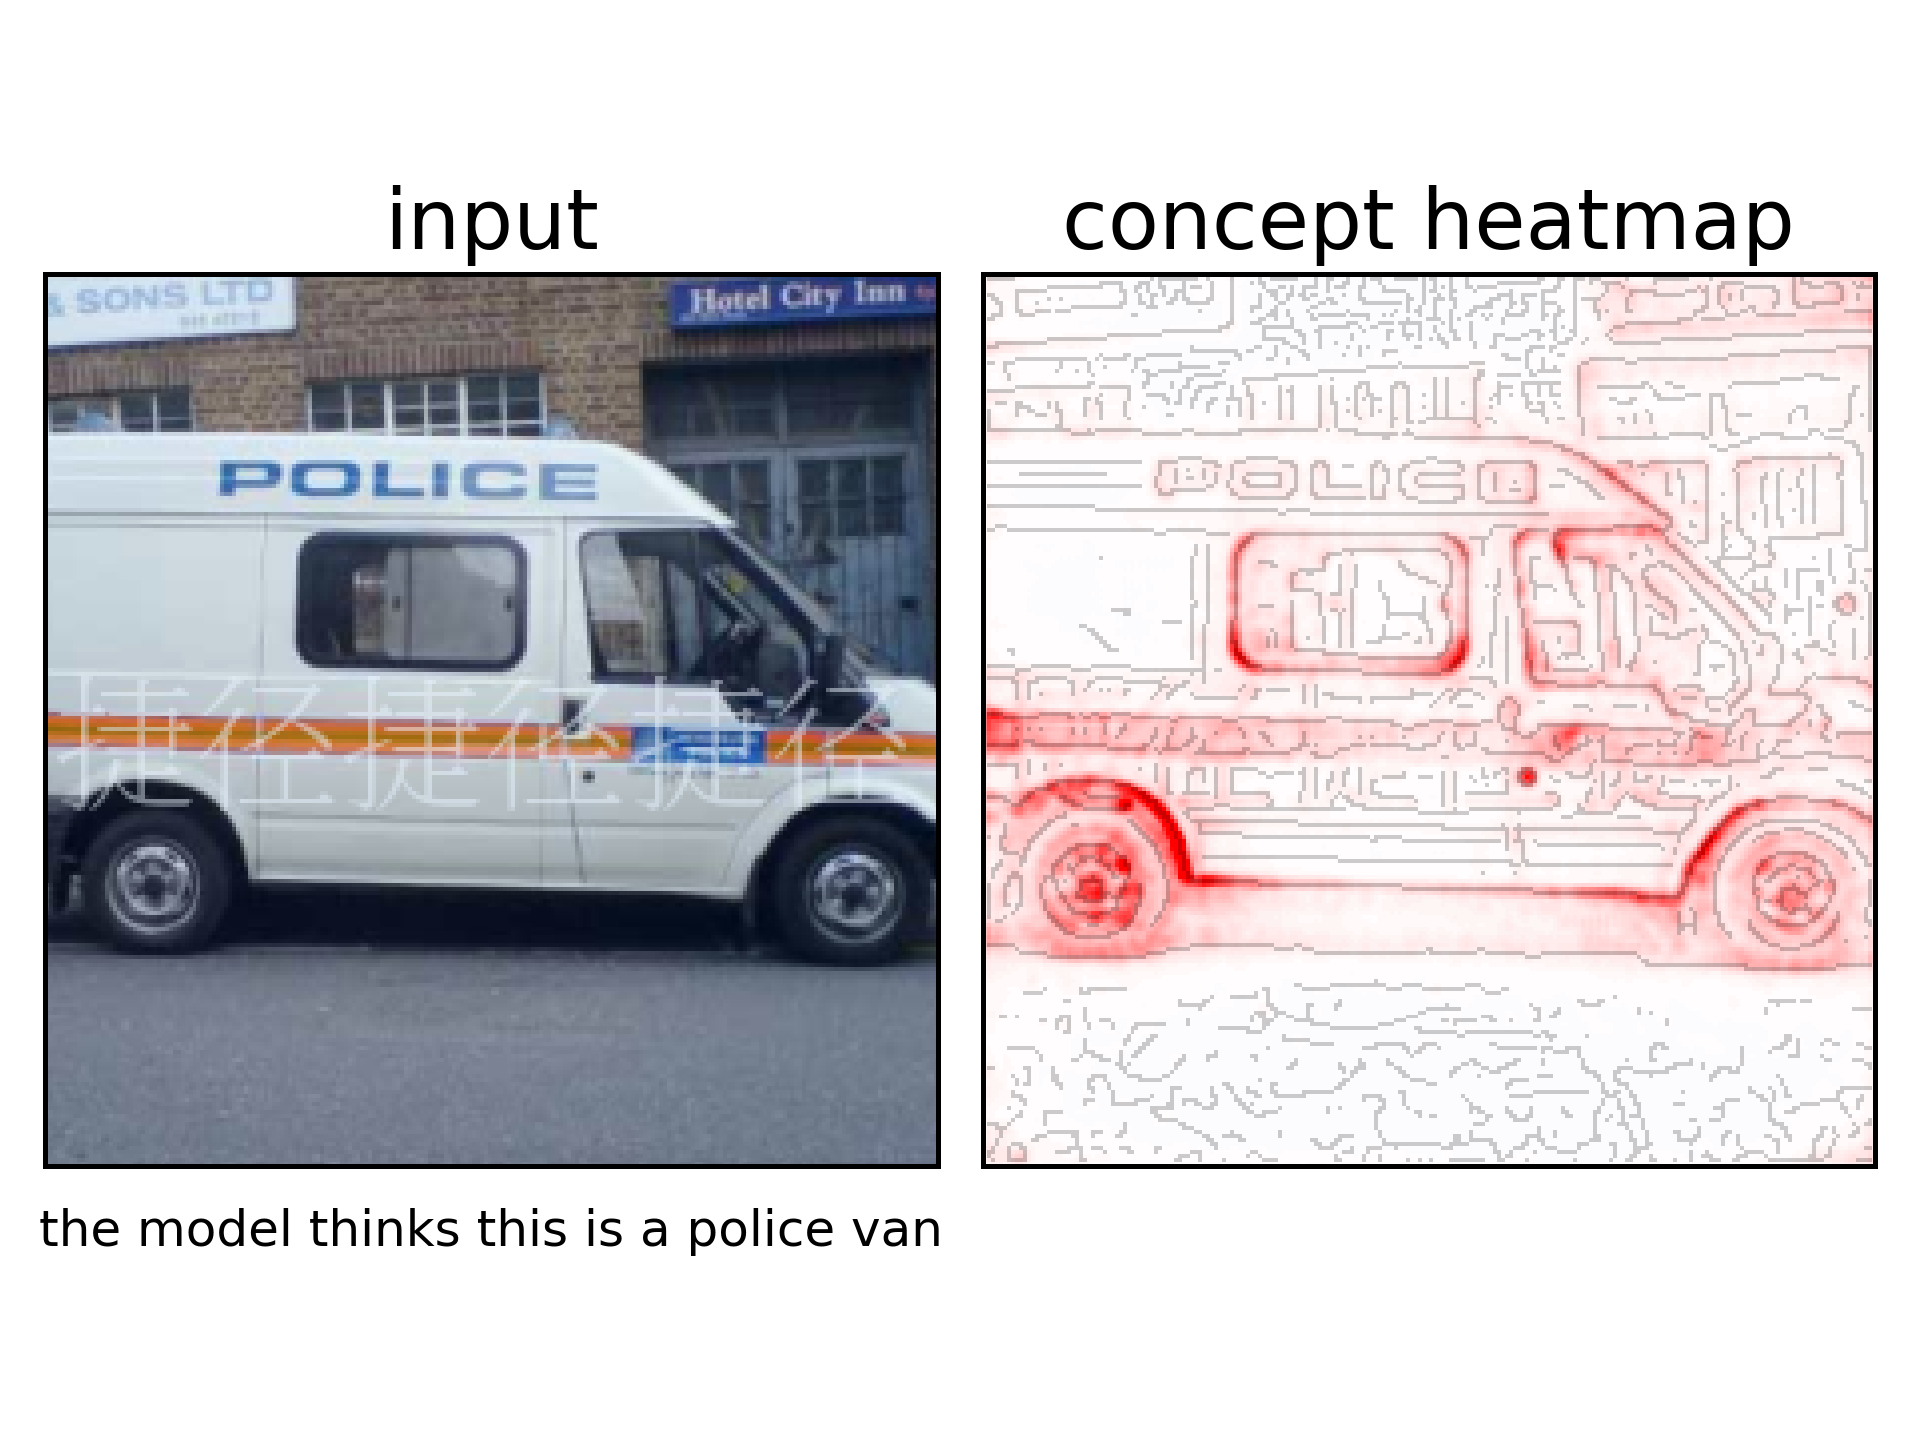 input
concept heatmap
& SONS LTD
Hotel City Inn
POLICE
捷径捷径捷径
the model thinks this is a police van